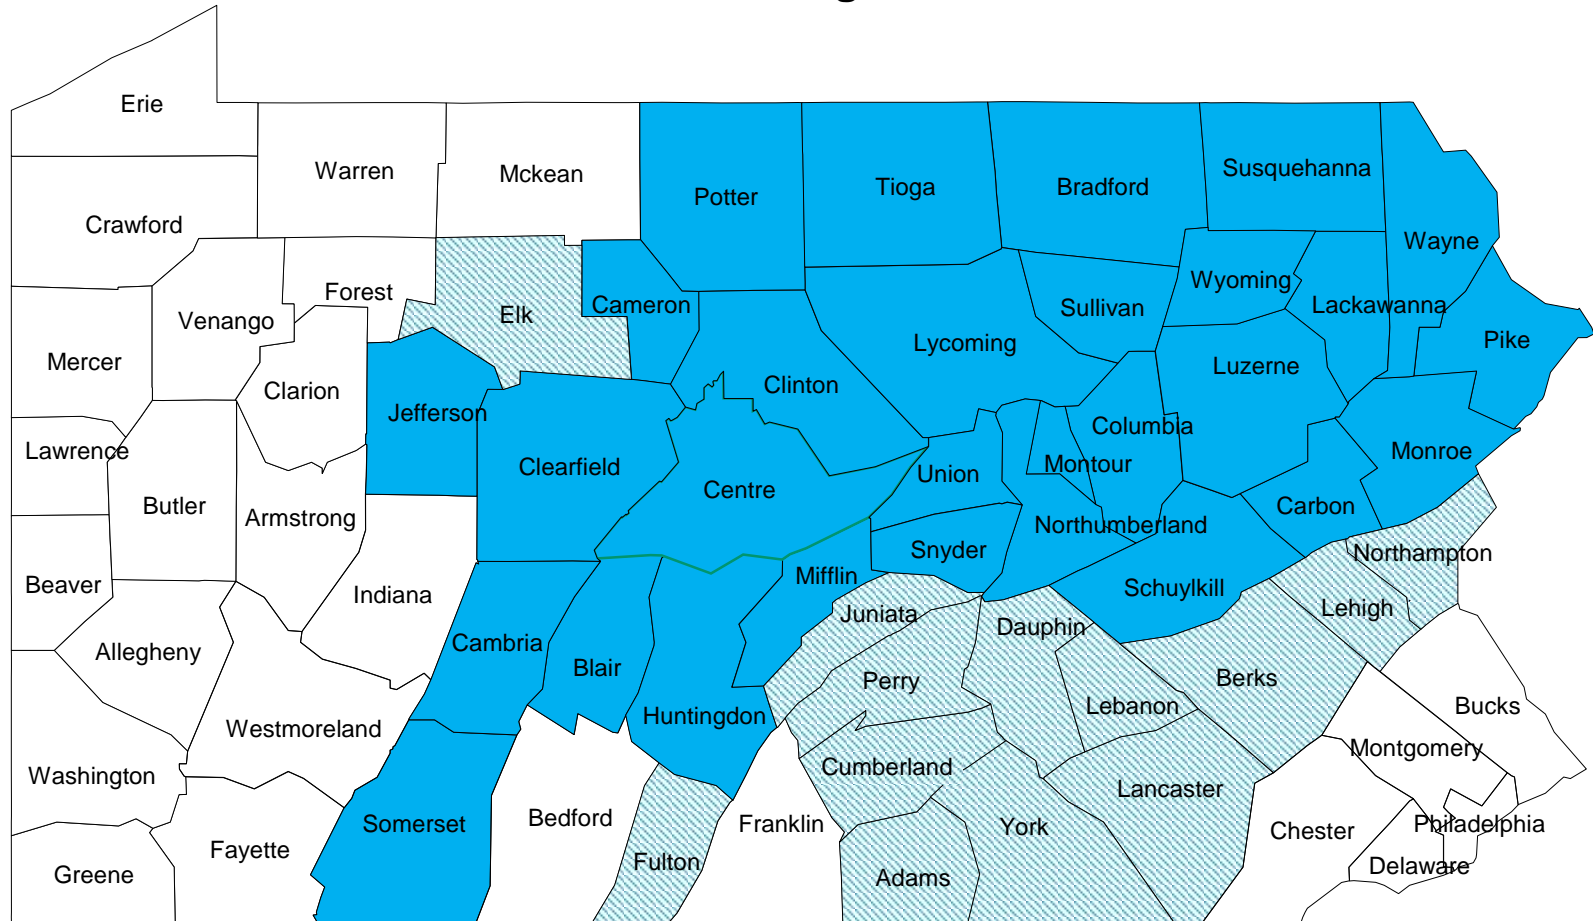 g
Erie
Warren
Mckean
Potter
Tioga
Bradford
Susquehanna
Wayne
Crawford
Forest
Elk
Cameron
Sullivan
Wyoming
Lackawanna
Venango
Lycoming
Pike
Mercer
Clarion
Jefferson
Clinton
Columbia
Luzerne
Lawrence
Butler
Armstrong
Clearfield
Centre
Union
Montour
Monroe
Carbon
Northumberland
Snyder
Northampton
Beaver
Indiana
Mifflin
Schuylkill
Lehigh
Juniata
Dauphin
Allegheny
Cambria
Blair
Perry
Lebanon
Berks
Huntingdon
Bucks
Westmoreland
Montgomery
Washington
Cumberland
Lancaster
Somerset
Bedford
Franklin
York
Chester
Philadelphia
Fayette
Greene
Fulton
Adams
Delaware